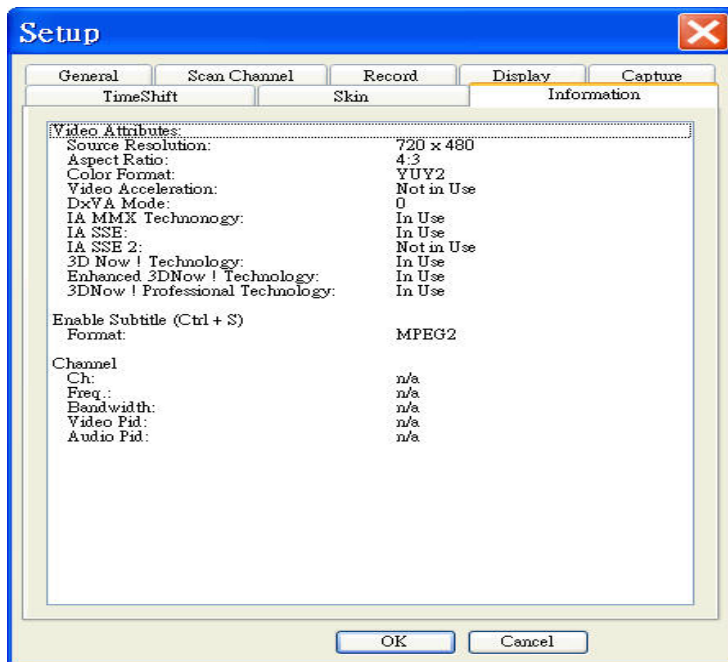 Setup
General Scan Channel Record Display Capture
TimeShift Skin Information
Video Attributes:
Source Resolution: 720 x 480
Aspect Ratio: 4:3
Color Format: YUY2
Video Acceleration: Not in Use
DxVA Mode: 0
IA MMX Technonogy: In Use
IA SSE: In Use
IA SSE 2: Not in Use
3D Now ! Technology: In Use
Enhanced 3DNow ! Technology: In Use
3DNow ! Professional Technology: In Use
Enable Subtitle (Ctrl + S)
Format: MPEG2
Channel
Ch: n/a
Freq.: n/a
Bandwidth: n/a
Video Pid: n/a
Audio Pid: n/a
OK Cancel